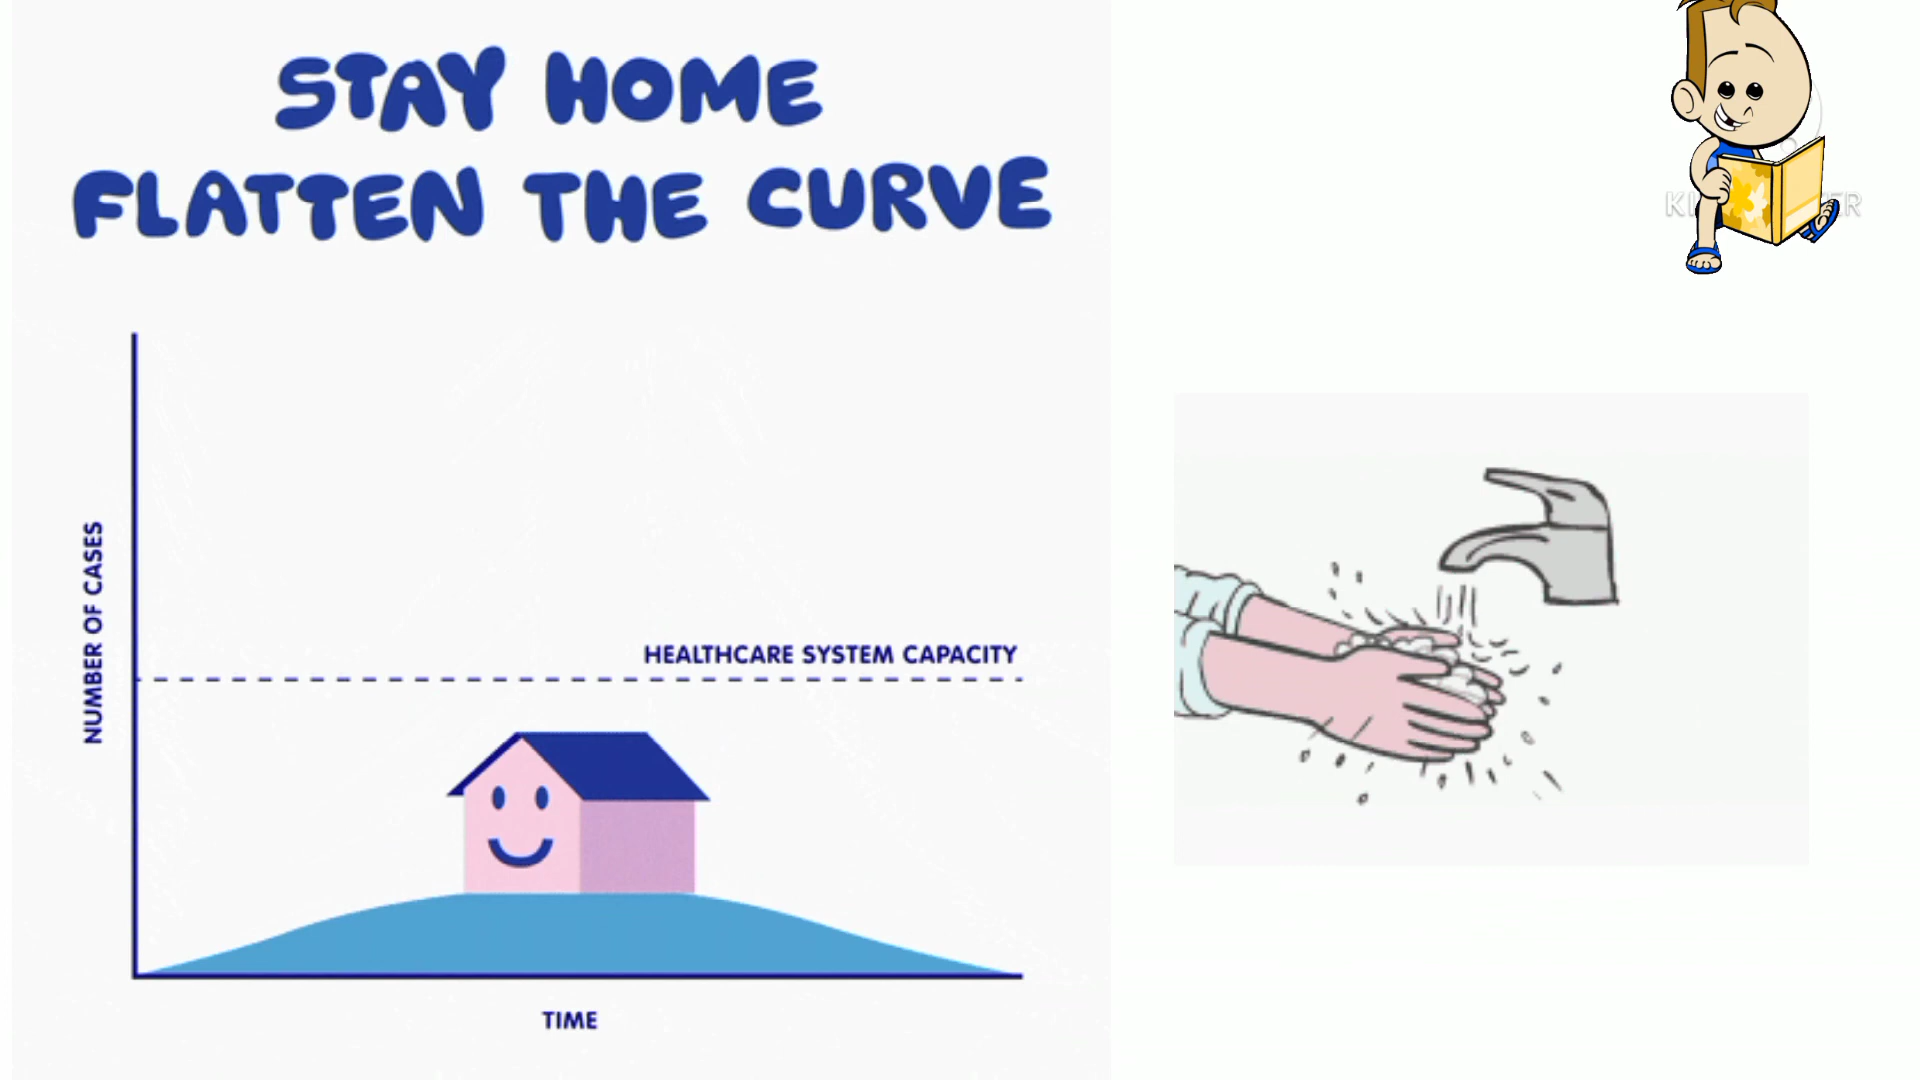 STAY HOME
FLATTEN THE CURVE
NUMBER OF CASES
HEALTHCARE SYSTEM CAPACITY
TIME